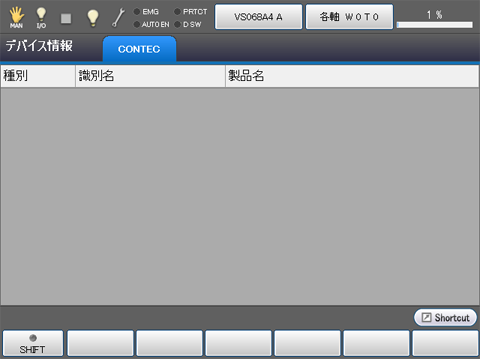 EMG PRTCT
MAN I/O AUTO EN D SW
VS068A4 A
各軸 W0T0
1 %
デバイス情報
CONTEC
種別 識別名 製品名
Shortcut
SHIFT